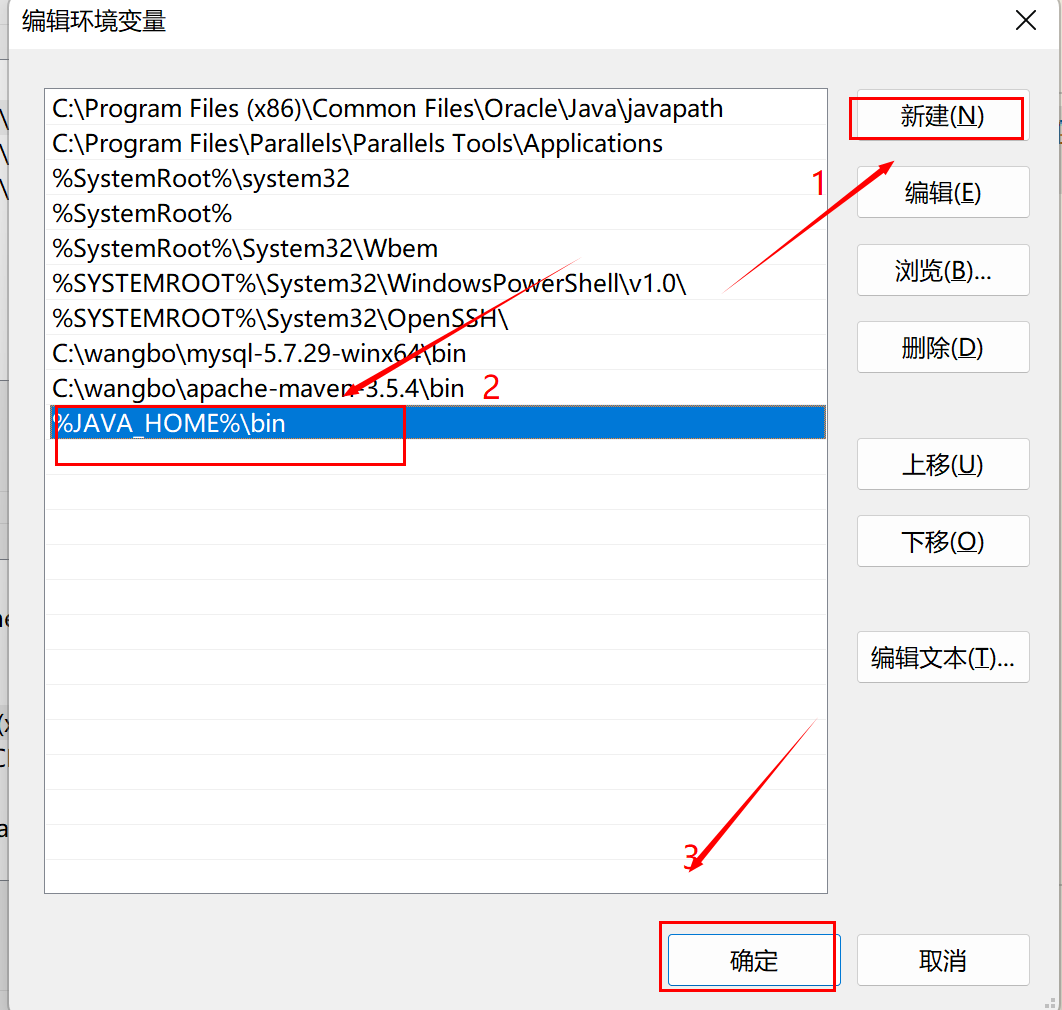 编辑环境变量
C:\Program Files (x86)\Common Files\Oracle\Java\javapath
新建(N)
C:\Program Files\Parallels\Parallels Tools\Applications
%SystemRoot%\system32
1
编辑(E)
%SystemRoot%
%SystemRoot%\System32\Wbem
浏览(B)...
%SYSTEMROOT%\System32\WindowsPowerShell\v1.0\
%SYSTEMROOT%\System32\OpenSSH\
删除(D)
C:\wangbo\mysql-5.7.29-winx64\bin
C:\wangbo\apache-maven-3.5.4\bin
2
%JAVA_HOME%\bin
上移(U)
下移(O)
编辑文本(T)...
3
确定
取消